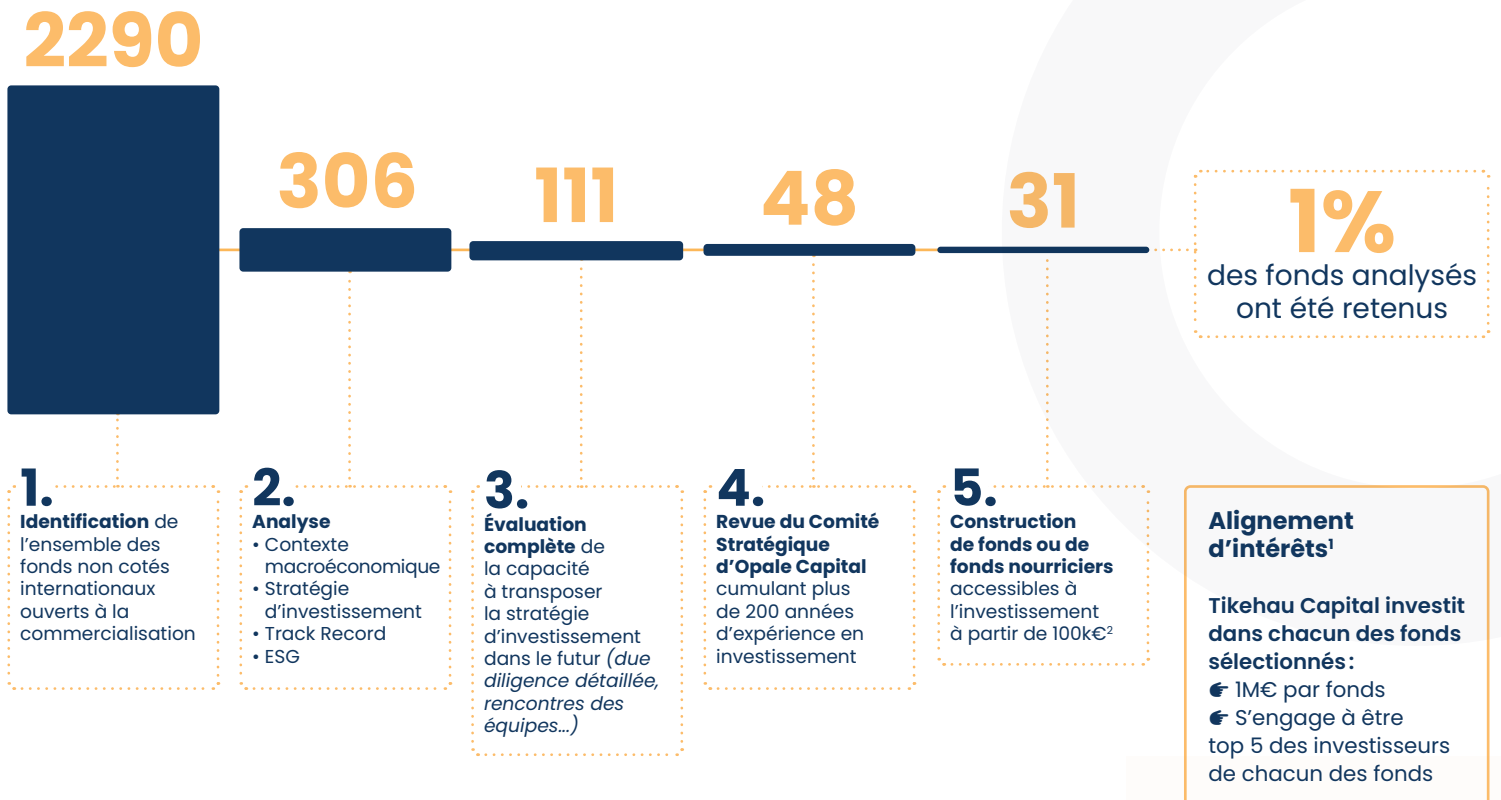 2290
306
111
48
31
1%
des fonds analysés
ont été retenus
1.
Identification de
l’ensemble des
fonds non cotés
internationaux
ouverts à la
commercialisation
2.
Analyse
• Contexte
macroéconomique
• Stratégie
d’investissement
• Track Record
• ESG
3.
Évaluation
complète de
la capacité
à transposer
la stratégie
d’investissement
dans le futur (due
diligence détaillée,
rencontres des
équipes...)
4.
Revue du Comité
Stratégique
d’Opale Capital
cumulant plus
de 200 années
d’expérience en
investissement
5.
Construction
de fonds ou de
fonds nourriciers
accessibles à
l’investissement
à partir de 100k€²
Alignement
d’intérêts¹
Tikehau Capital investit
dans chacun des fonds
sélectionnés :
☛ 1M€ par fonds
☛ S’engage à être
top 5 des investisseurs
de chacun des fonds